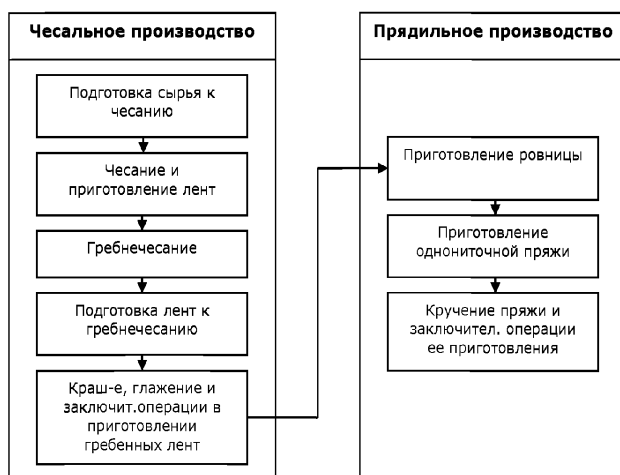 Чесальное производство
Подготовка сырья к
чесанию
Чесание и
приготовление лент
Гребнечесание
Подготовка лент к
гребнечесанию
Краш-е, глажение и
заключит.операции в
приготовлении
гребенных лент
Прядильное производство
Приготовление ровницы
Приготовление
однониточной пряжи
Кручение пряжи и
заключител. операции
ее приготовления